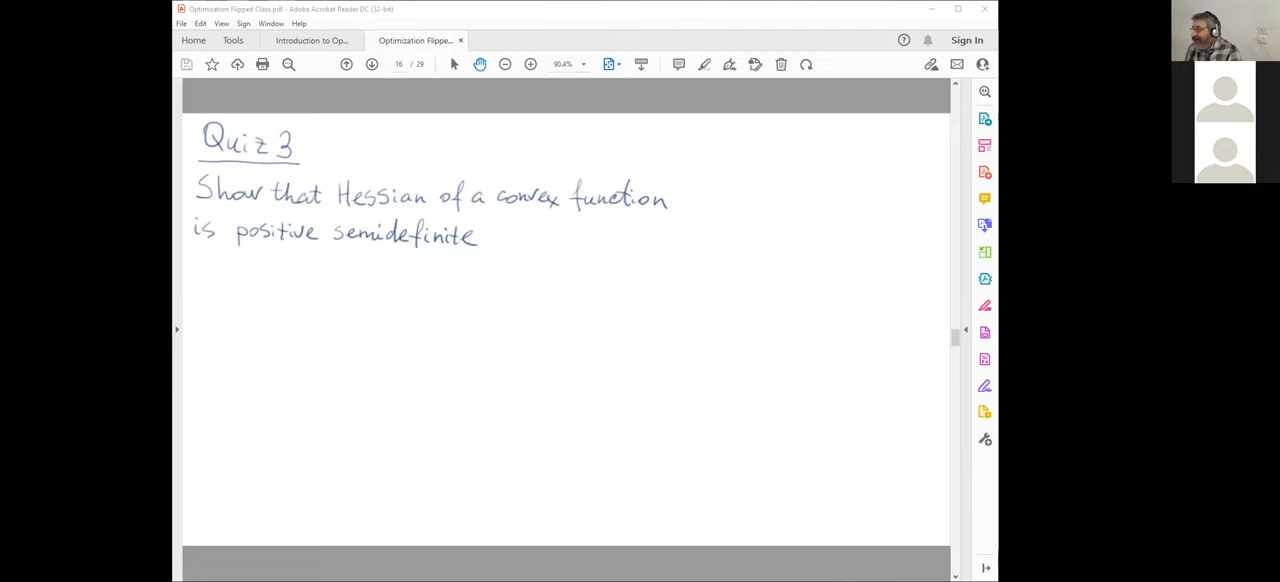 Optimization Flipped Class.pdf - Adobe Acrobat Reader DC (32-bit)
File Edit View Sign Window Help
Home Tools Introduction to Op... Optimization Flippe... × Sign In
16 / 29 90.4%
Quiz 3
Show that Hessian of a convex function
is positive semidefinite